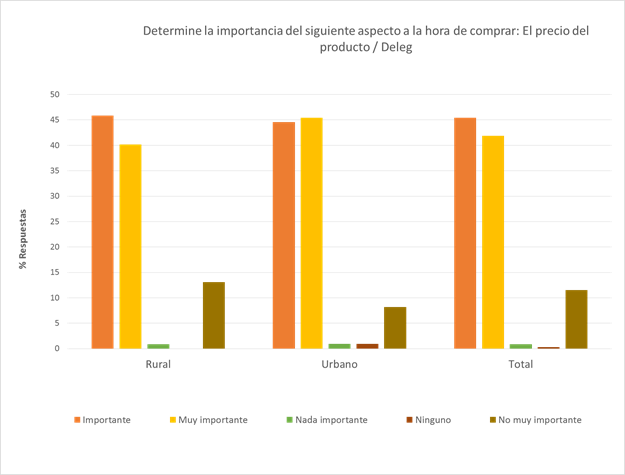 Determine la importancia del siguiente aspecto a la hora de comprar: El precio del
producto / Deleg
% Respuestas
50
45
40
35
30
25
20
15
10
5
0
Rural Urbano Total
Importante Muy importante Nada importante Ninguno No muy importante